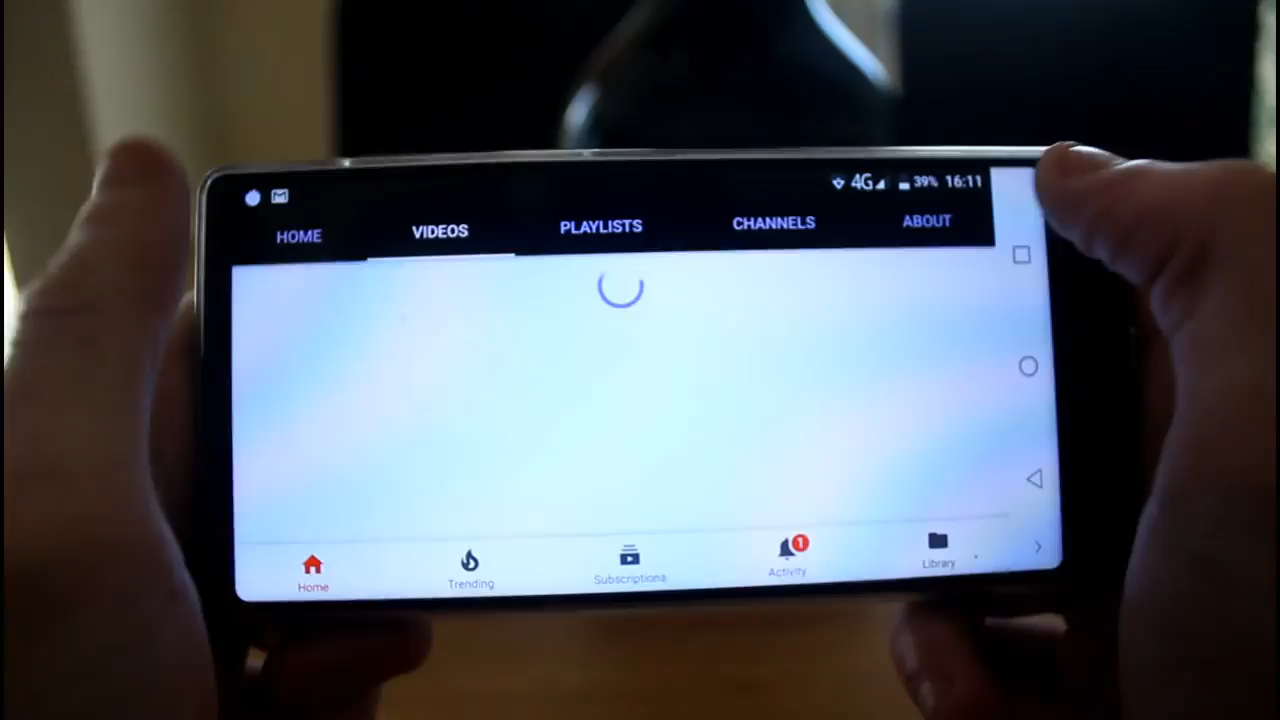 4G 39% 16:11
HOME VIDEOS PLAYLISTS CHANNELS ABOUT
1
Home Trending Subscriptions Activity Library